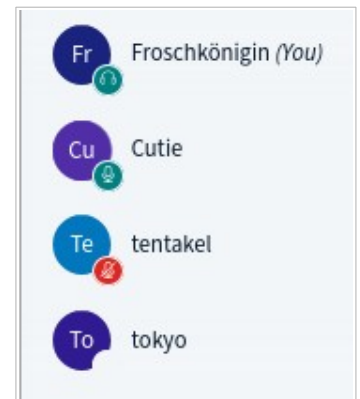 Fr Froschkönigin (You)
Cu Cutie
Te tentakel
To tokyo